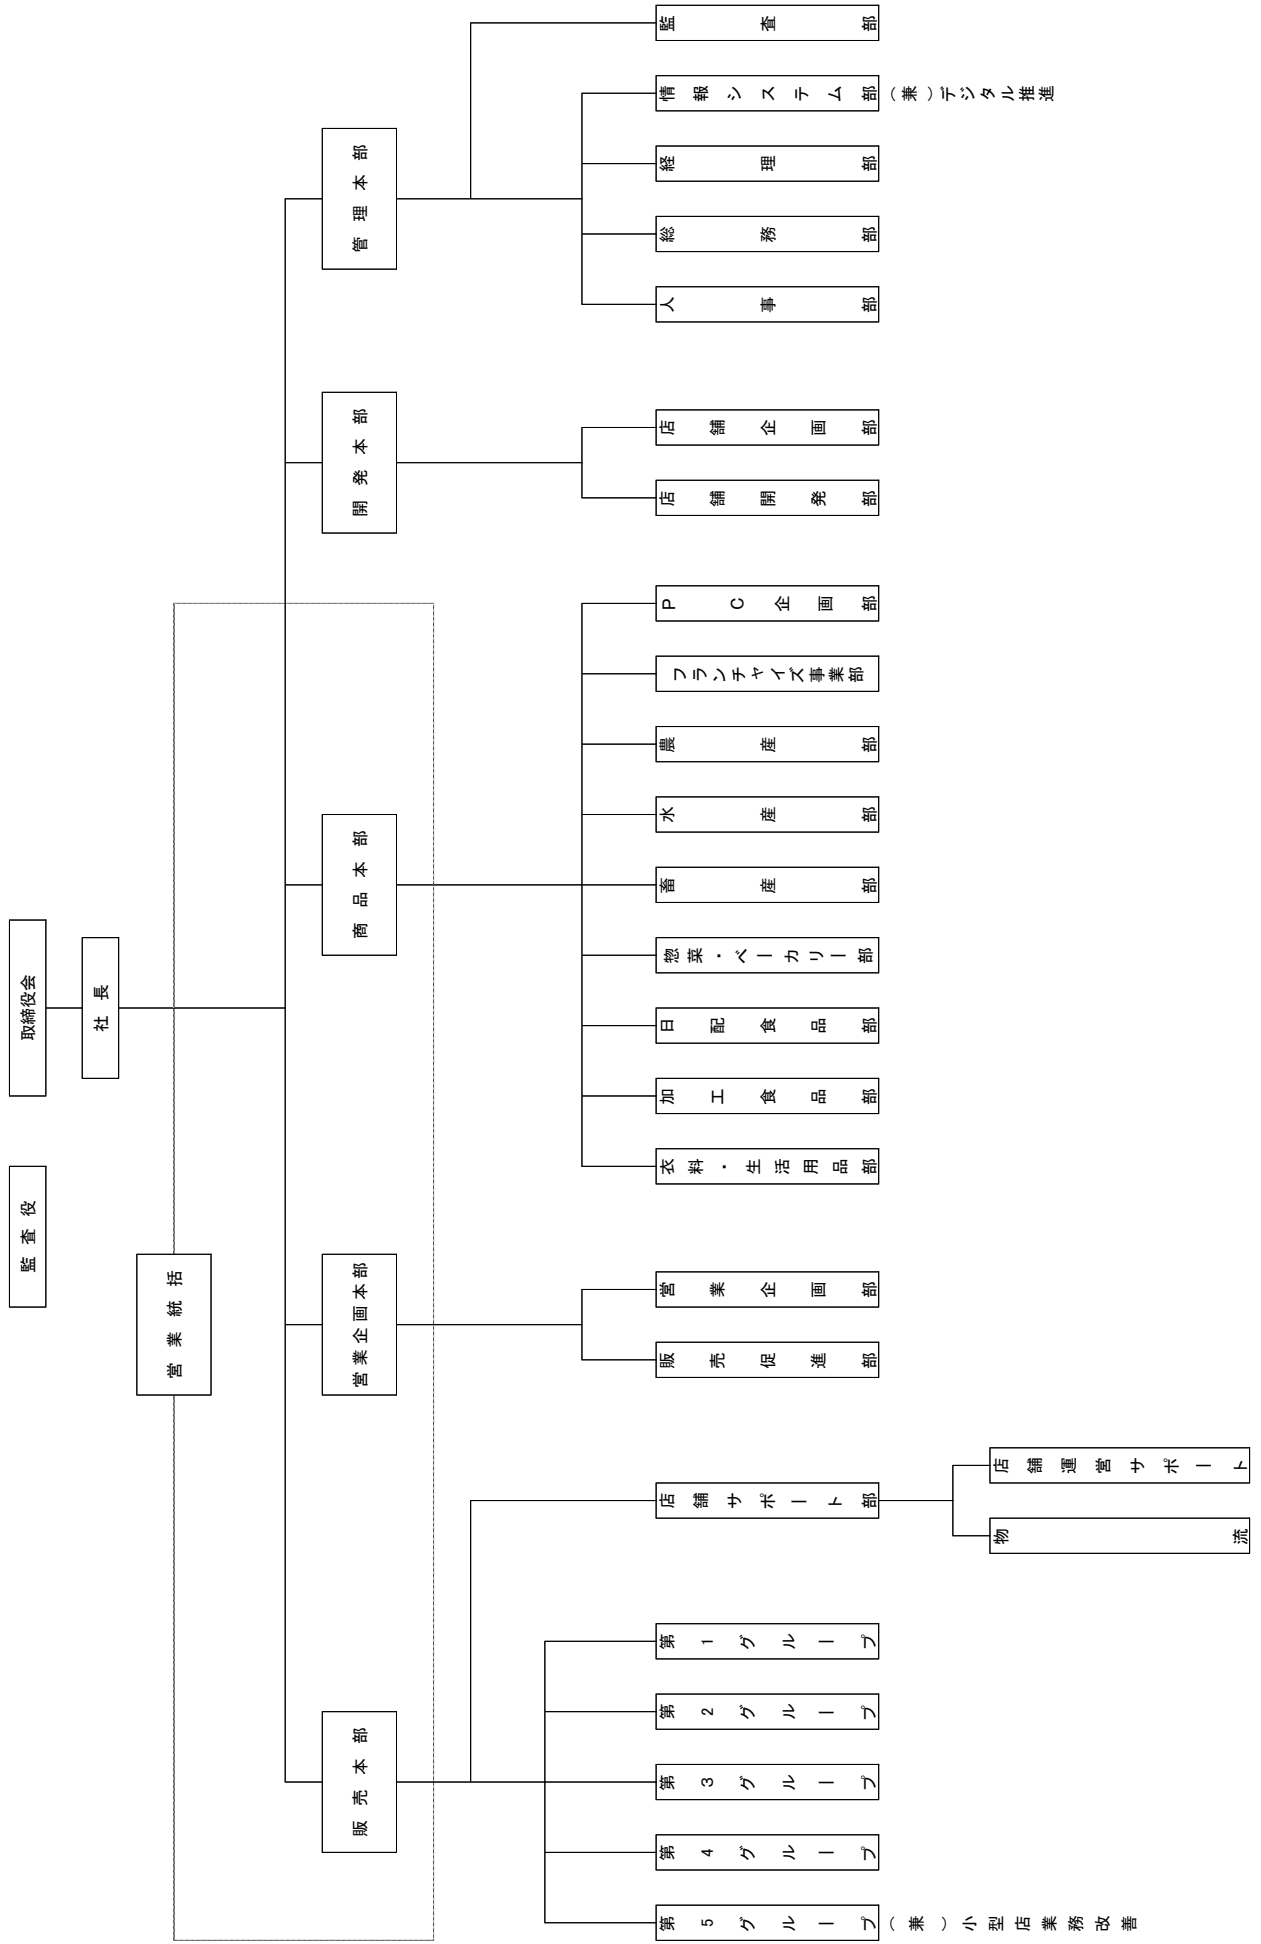 取締役会
監査役
社長
営業統括
販売本部
営業企画本部
商品本部
開発本部
管理本部
第5グループ(兼)小型店業務改善
第4グループ
第3グループ
第2グループ
第1グループ
店舗サポート部
物流
店舗運営サポート
販売促進部
営業企画部
衣料・生活用品部
加工食品部
日配食品部
惣菜・ベーカリー部
畜産部
水産部
農産部
フランチャイズ事業部
PC企画部
店舗開発部
店舗企画部
人事部
総務部
経理部
情報システム部(兼)デジタル推進
監査部